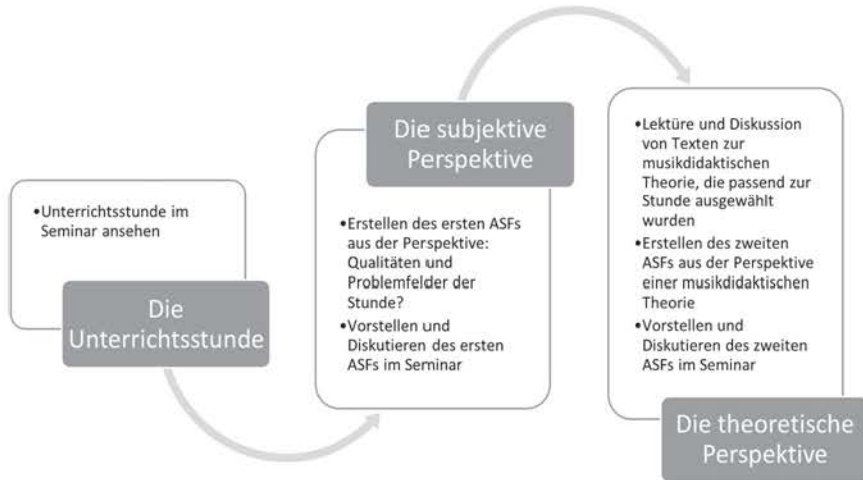 •Unterrichtsstunde im
Seminar ansehen
Die
Unterrichtsstunde
Die subjektive
Perspektive
•Erstellen des ersten ASFs
aus der Perspektive:
Qualitäten und
Problemfelder der
Stunde?
•Vorstellen und
Diskutieren des ersten
ASFs im Seminar
•Lektüre und Diskussion
von Texten zur
musikdidaktischen
Theorie, die passend zur
Stunde ausgewählt
wurden
•Erstellen des zweiten
ASFs aus der Perspektive
einer musikdidaktischen
Theorie
•Vorstellen und
Diskutieren des zweiten
ASFs im Seminar
Die theoretische
Perspektive